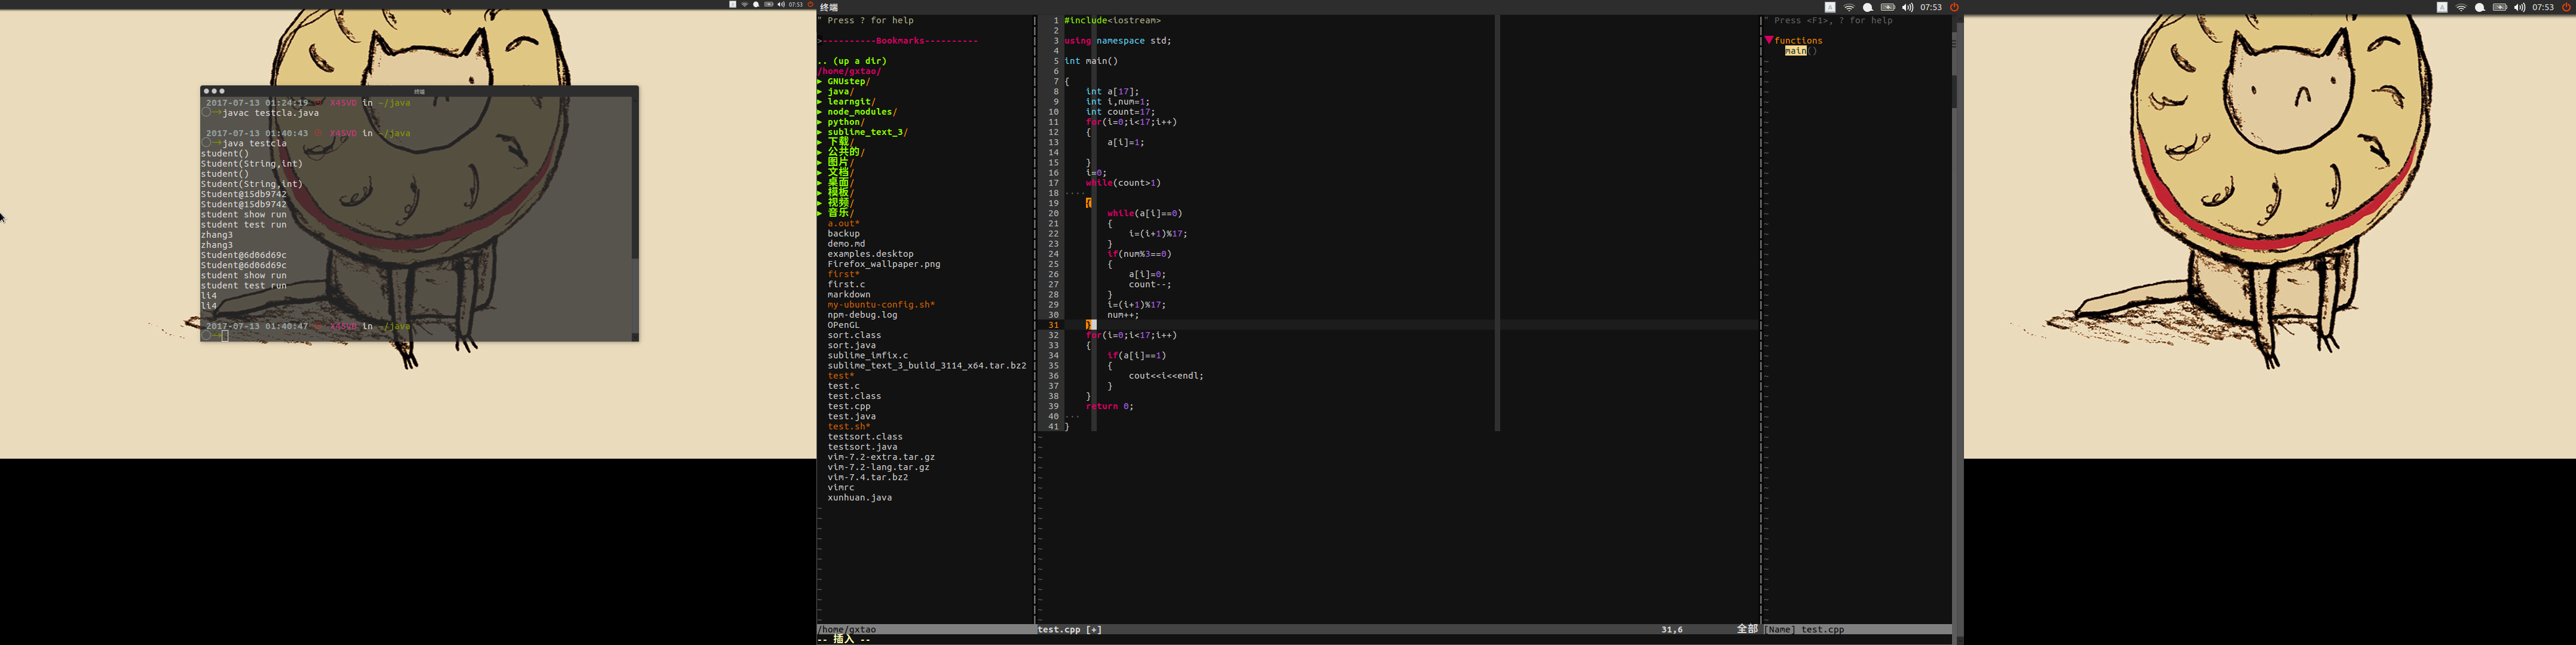 07:53
终端
2017-07-13 01:24:19 X45VD in ~/java
→javac testcla.java
2017-07-13 01:40:43 X45VD in ~/java
→java testcla
student()
Student(String,int)
student()
Student(String,int)
Student@15db9742
Student@15db9742
student show run
student test run
zhang3
zhang3
Student@6d06d69c
Student@6d06d69c
student show run
student test run
li4
li4
2017-07-13 01:40:47 X45VD in ~/java
→
终端
07:53
" Press ? for help
>----------Bookmarks----------
.. (up a dir)
/home/gxtao/
▶ GNUstep/
▶ java/
▶ learngit/
▶ node_modules/
▶ python/
▶ sublime_text_3/
▶ 下载/
▶ 公共的/
▶ 图片/
▶ 文档/
▶ 桌面/
▶ 模板/
▶ 视频/
▶ 音乐/
a.out*
backup
demo.md
examples.desktop
Firefox_wallpaper.png
first*
first.c
markdown
my-ubuntu-config.sh*
npm-debug.log
OPenGL
sort.class
sort.java
sublime_imfix.c
sublime_text_3_build_3114_x64.tar.bz2
test*
test.c
test.class
test.cpp
test.java
test.sh*
testsort.class
testsort.java
vim-7.2-extra.tar.gz
vim-7.2-lang.tar.gz
vim-7.4.tar.bz2
vimrc
xunhuan.java
/home/gxtao
-- 插入 --
1 #include<iostream>
2
3 using namespace std;
4
5 int main()
6
7 {
8     int a[17];
9     int i,num=1;
10     int count=17;
11     for(i=0;i<17;i++)
12     {
13         a[i]=1;
14
15     }
16     i=0;
17     while(count>1)
18 ····
19     {
20         while(a[i]==0)
21         {
22             i=(i+1)%17;
23         }
24         if(num%3==0)
25         {
26             a[i]=0;
27             count--;
28         }
29         i=(i+1)%17;
30         num++;
31     }
32     for(i=0;i<17;i++)
33     {
34         if(a[i]==1)
35         {
36             cout<<i<<endl;
37         }
38     }
39     return 0;
40 ···
41 }
test.cpp [+] 31,6 全部
" Press <F1>, ? for help
▼functions
main()
[Name] test.cpp
07:53